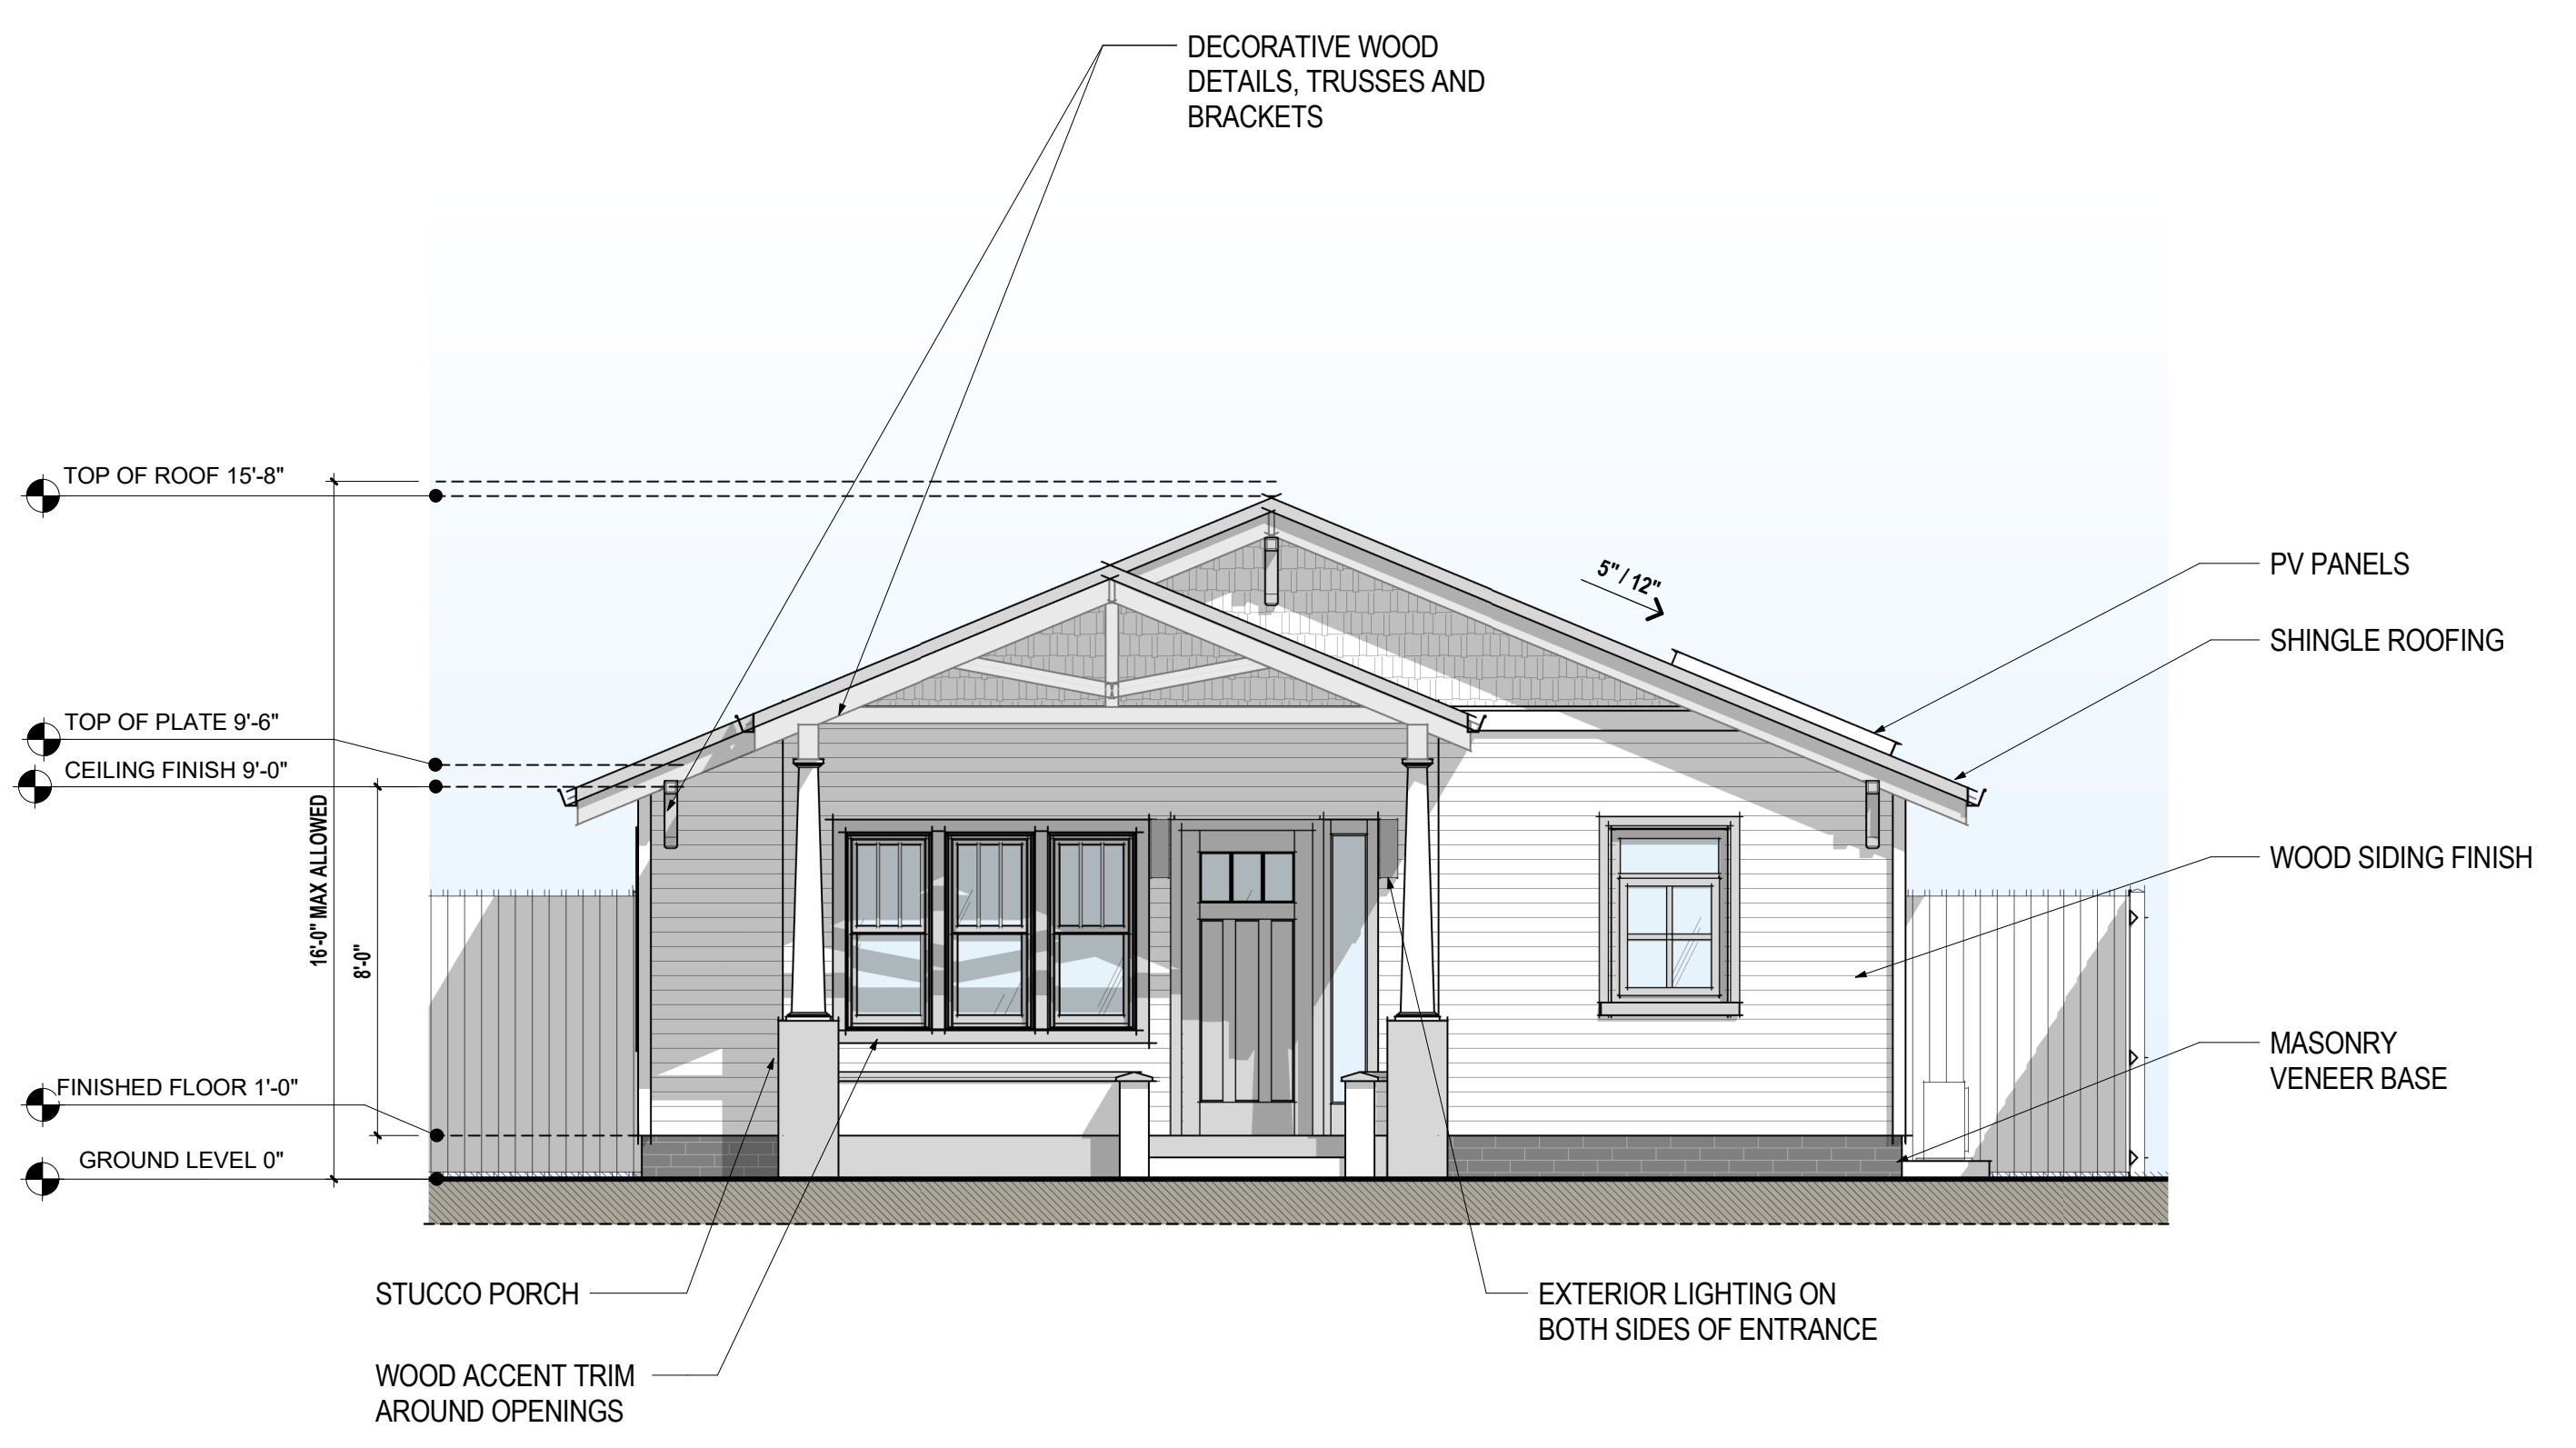 DECORATIVE WOOD
DETAILS, TRUSSES AND
BRACKETS
TOP OF ROOF 15'-8"
5" / 12"
PV PANELS
SHINGLE ROOFING
TOP OF PLATE 9'-6"
CEILING FINISH 9'-0"
16'-0" MAX ALLOWED
8'-0"
WOOD SIDING FINISH
MASONRY
VENEER BASE
FINISHED FLOOR 1'-0"
GROUND LEVEL 0"
STUCCO PORCH
EXTERIOR LIGHTING ON
BOTH SIDES OF ENTRANCE
WOOD ACCENT TRIM
AROUND OPENINGS